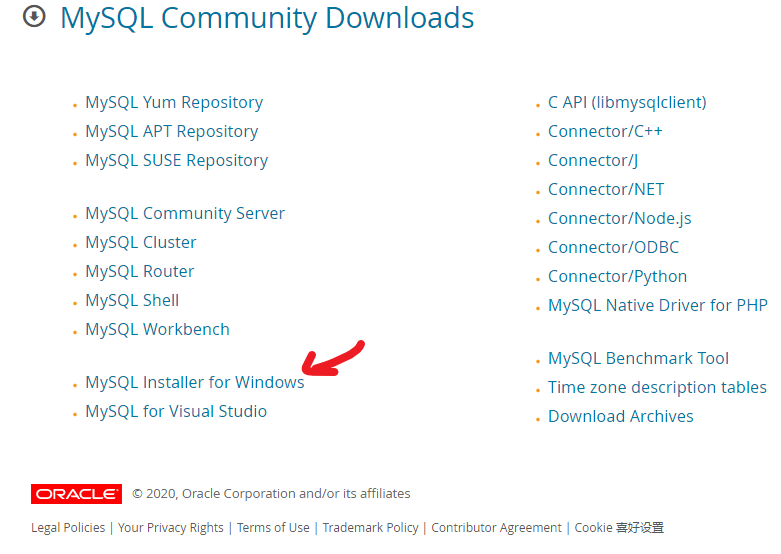 MySQL Community Downloads
MySQL Yum Repository
MySQL APT Repository
MySQL SUSE Repository
MySQL Community Server
MySQL Cluster
MySQL Router
MySQL Shell
MySQL Workbench
MySQL Installer for Windows
MySQL for Visual Studio
C API (libmysqlclient)
Connector/C++
Connector/J
Connector/NET
Connector/Node.js
Connector/ODBC
Connector/Python
MySQL Native Driver for PHP
MySQL Benchmark Tool
Time zone description tables
Download Archives
ORACLE © 2020, Oracle Corporation and/or its affiliates
Legal Policies | Your Privacy Rights | Terms of Use | Trademark Policy | Contributor Agreement | Cookie 喜好设置